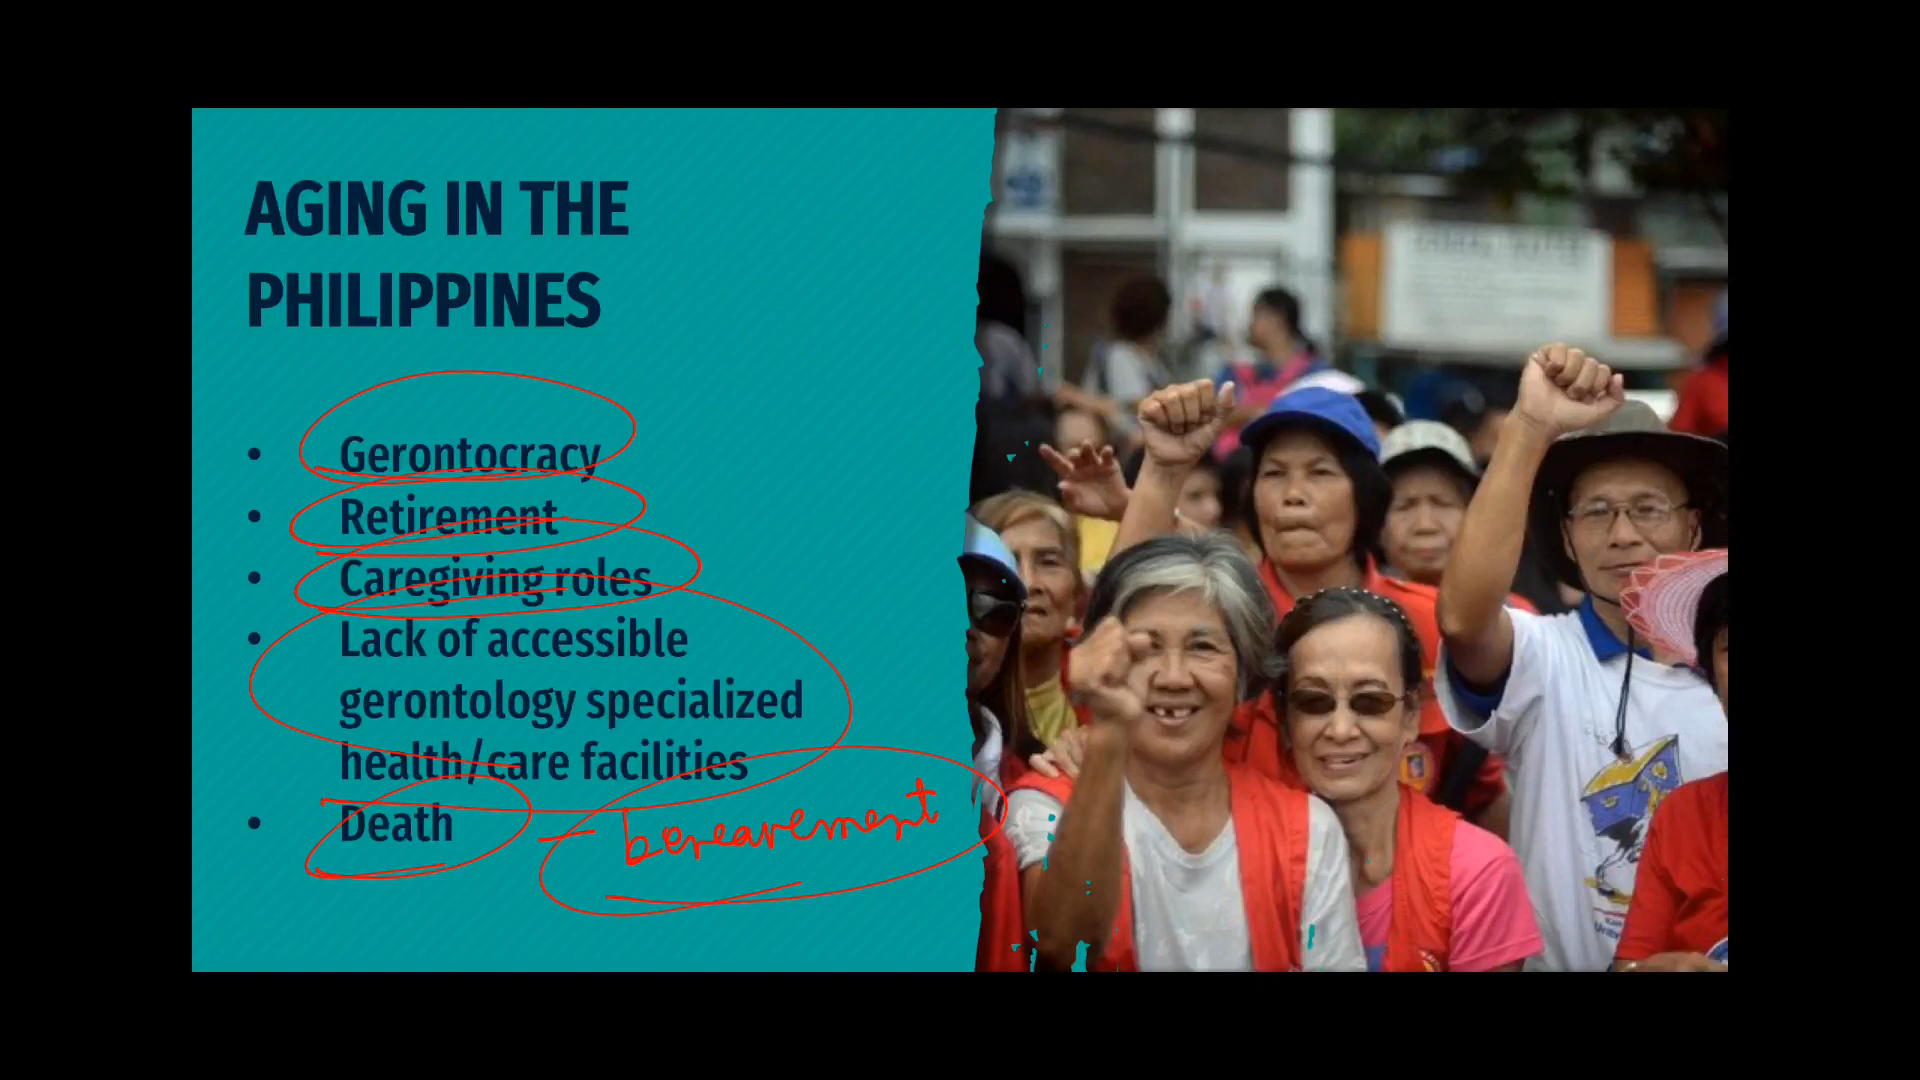 AGING IN THE
PHILIPPINES
• Gerontocracy
• Retirement
• Caregiving roles
• Lack of accessible
gerontology specialized
health/care facilities
• Death - bereavement